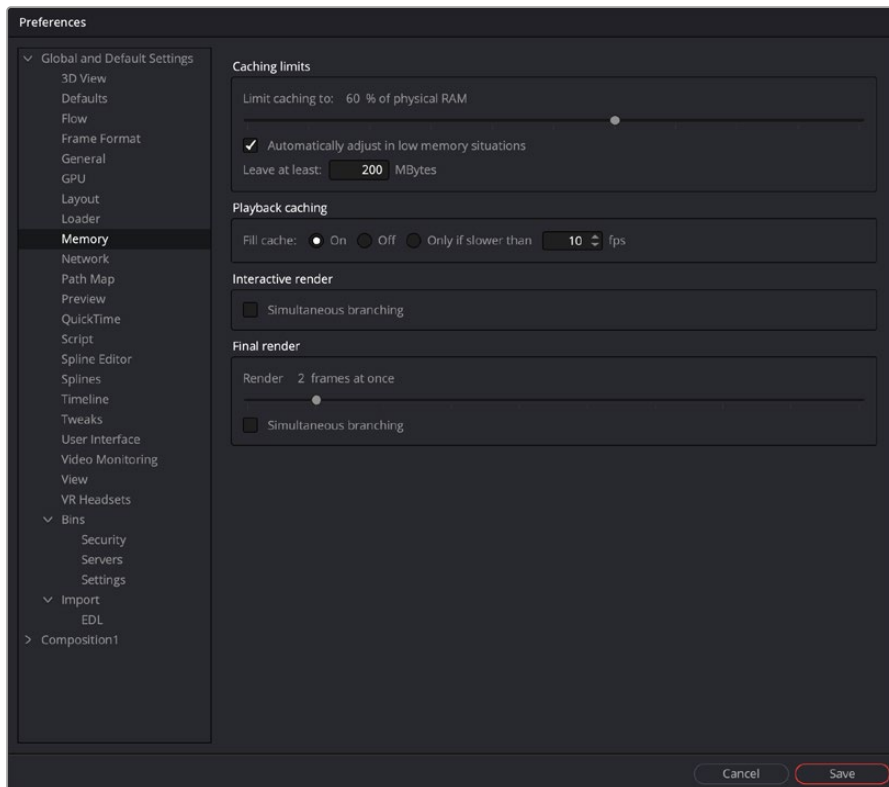 Preferences
Global and Default Settings
3D View
Defaults
Flow
Frame Format
General
GPU
Layout
Loader
Memory
Network
Path Map
Preview
QuickTime
Script
Spline Editor
Splines
Timeline
Tweaks
User Interface
Video Monitoring
View
VR Headsets
Bins
Security
Servers
Settings
Import
EDL
Composition1
Caching limits
Limit caching to: 60 % of physical RAM
Automatically adjust in low memory situations
Leave at least: 200 MBytes
Playback caching
Fill cache: On Off Only if slower than 10 fps
Interactive render
Simultaneous branching
Final render
Render 2 frames at once
Simultaneous branching
Cancel Save